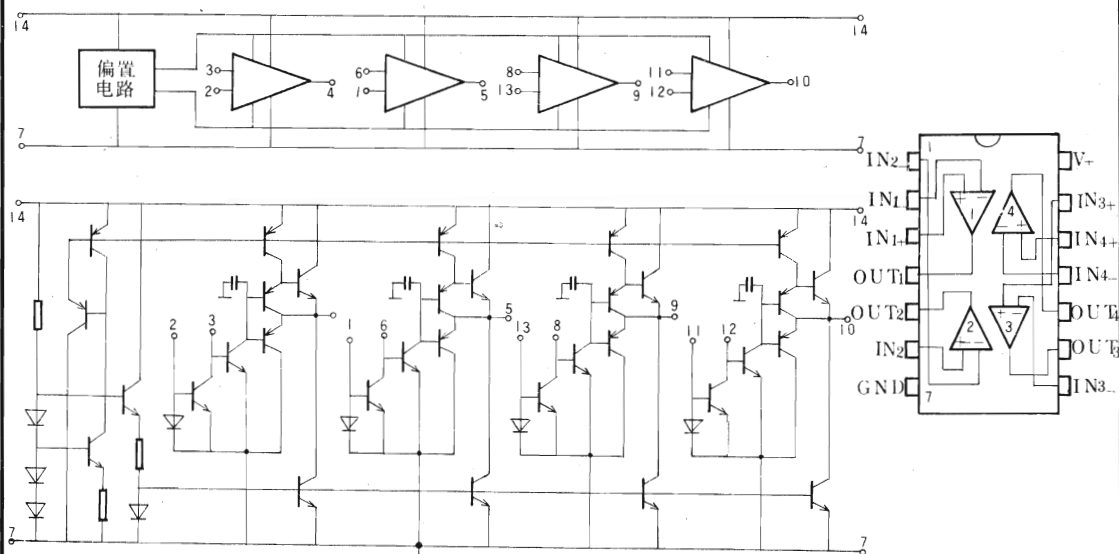 14 14
偏置
电路
3 2 4
6 1 5
8 13 9
11 12 10
7 7
14 14
2 3
1 6 5
13 8 9
11 12 10
7 7
1
IN2- V+
IN1- IN3+
IN1+ IN4+
OUT1 IN4-
OUT2 OUT4
IN2 OUT3
GND IN3-
7
1 4
2 3